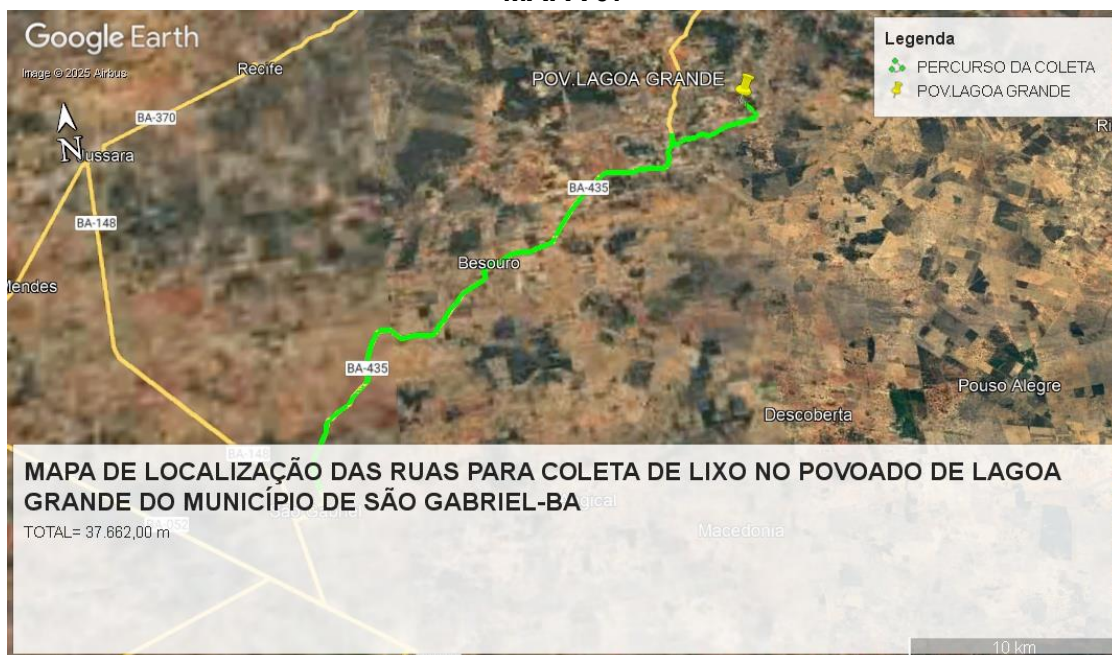 Google Earth
Image © 2025 Airbus
Legenda
PERCURSO DA COLETA
POV.LAGOA GRANDE
Recife
POV.LAGOA GRANDE
BA-370
N
ussara
BA-435
BA-148
Besouro
Mendes
BA-435
Pouso Alegre
Descoberta
BA-148
MAPA DE LOCALIZAÇÃO DAS RUAS PARA COLETA DE LIXO NO POVOADO DE LAGOA
GRANDE DO MUNICÍPIO DE SÃO GABRIEL-BA
TOTAL= 37.662,00 m
BA-052
Macedonia
10 km